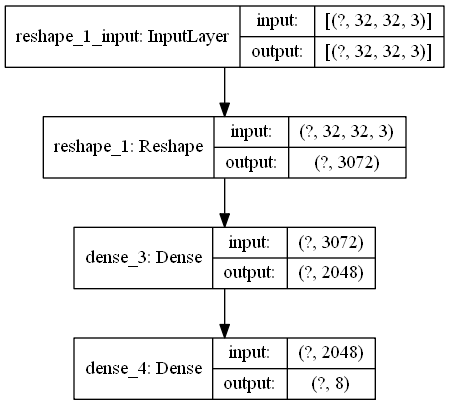 reshape_1_input: InputLayer
input: [(?, 32, 32, 3)]
output: [(?, 32, 32, 3)]
reshape_1: Reshape
input: (?, 32, 32, 3)
output: (?, 3072)
dense_3: Dense
input: (?, 3072)
output: (?, 2048)
dense_4: Dense
input: (?, 2048)
output: (?, 8)